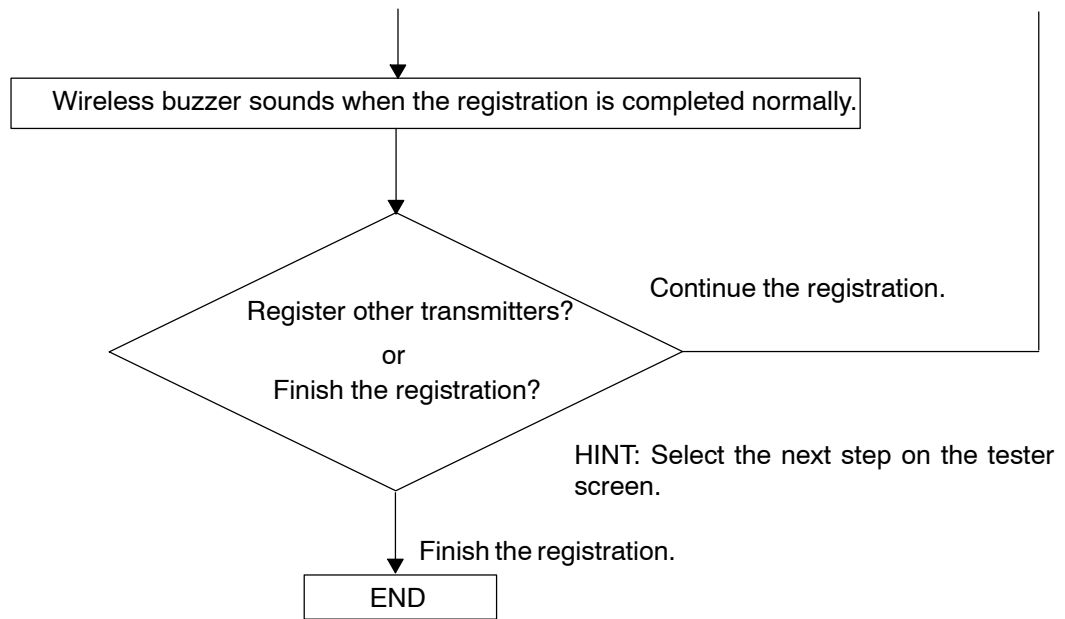 Wireless buzzer sounds when the registration is completed normally.
Continue the registration.
Register other transmitters?
or
Finish the registration?
HINT: Select the next step on the tester
screen.
Finish the registration.
END